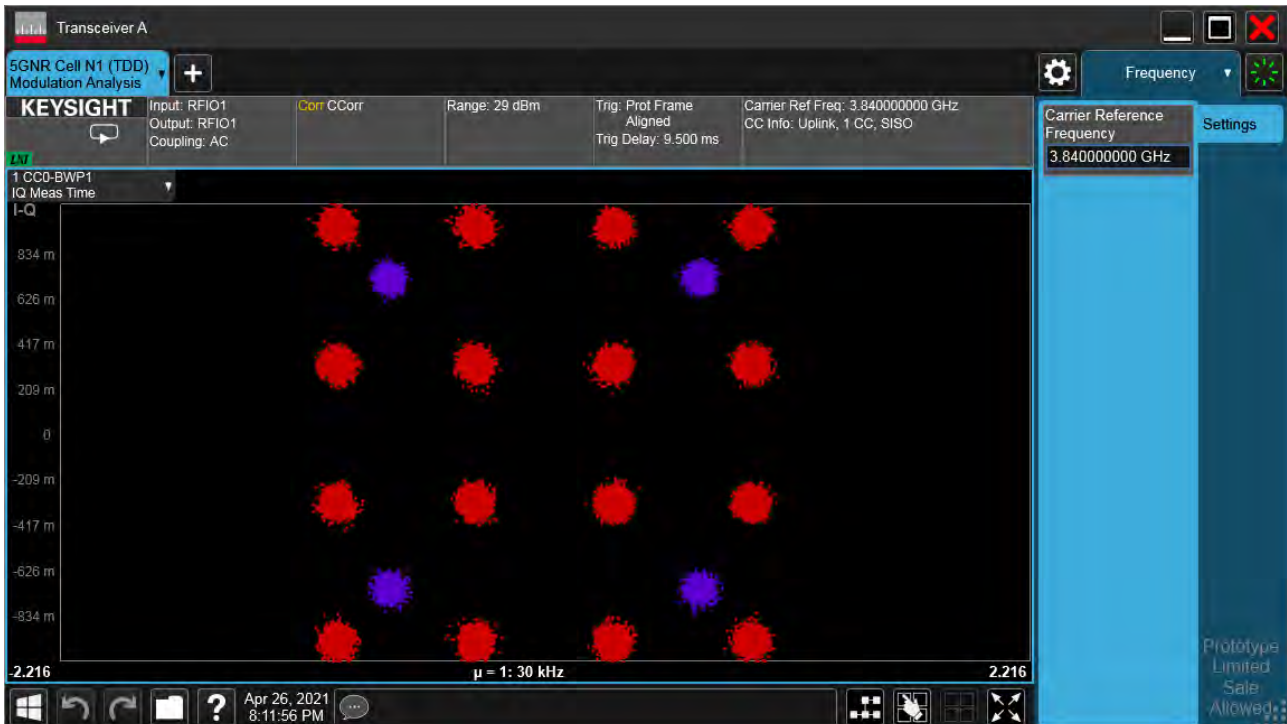 Transceiver A
5GNR Cell N1 (TDD)
Modulation Analysis
+
Frequency
KEYSIGHT
LXI
Input: RFIO1
Output: RFIO1
Coupling: AC
Corr CCorr
Range: 29 dBm
Trig: Prot Frame
Aligned
Trig Delay: 9.500 ms
Carrier Ref Freq: 3.840000000 GHz
CC Info: Uplink, 1 CC, SISO
Carrier Reference
Frequency
3.840000000 GHz
Settings
1 CC0-BWP1
IQ Meas Time
I-Q
834 m
626 m
417 m
209 m
0
-209 m
-417 m
-626 m
-834 m
-2.216
μ = 1: 30 kHz
2.216
Prototype
Limited
Sale
Allowed
?
Apr 26, 2021
8:11:56 PM